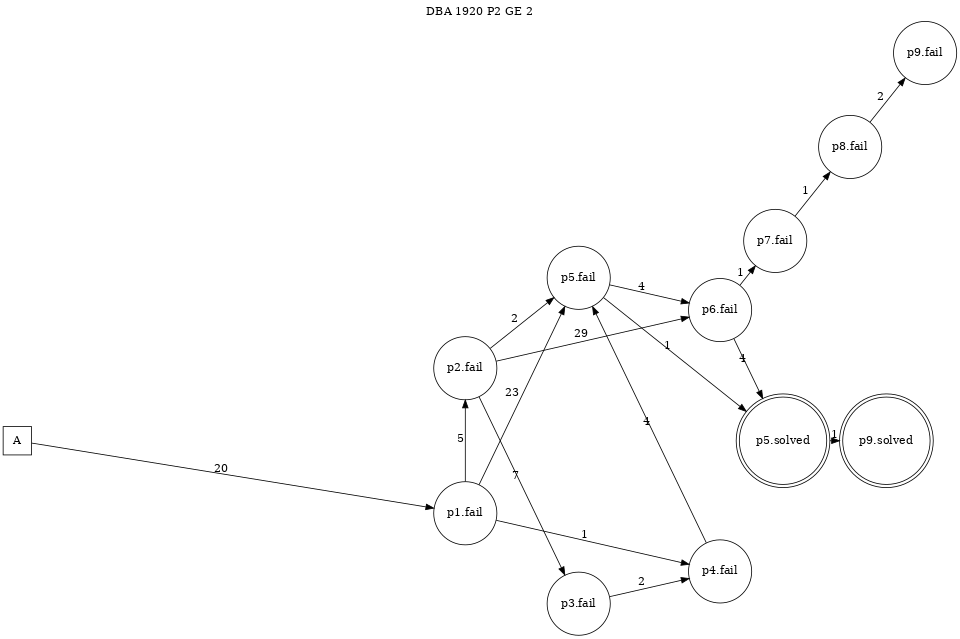 DBA 1920 P2 GE 2
p9.fail
2
p8.fail
1
p7.fail
1
p5.fail
4
p6.fail
2
29
1
4
p2.fail
23
4
5
7
A
20
p5.solved
1
p9.solved
p1.fail
1
p4.fail
2
p3.fail